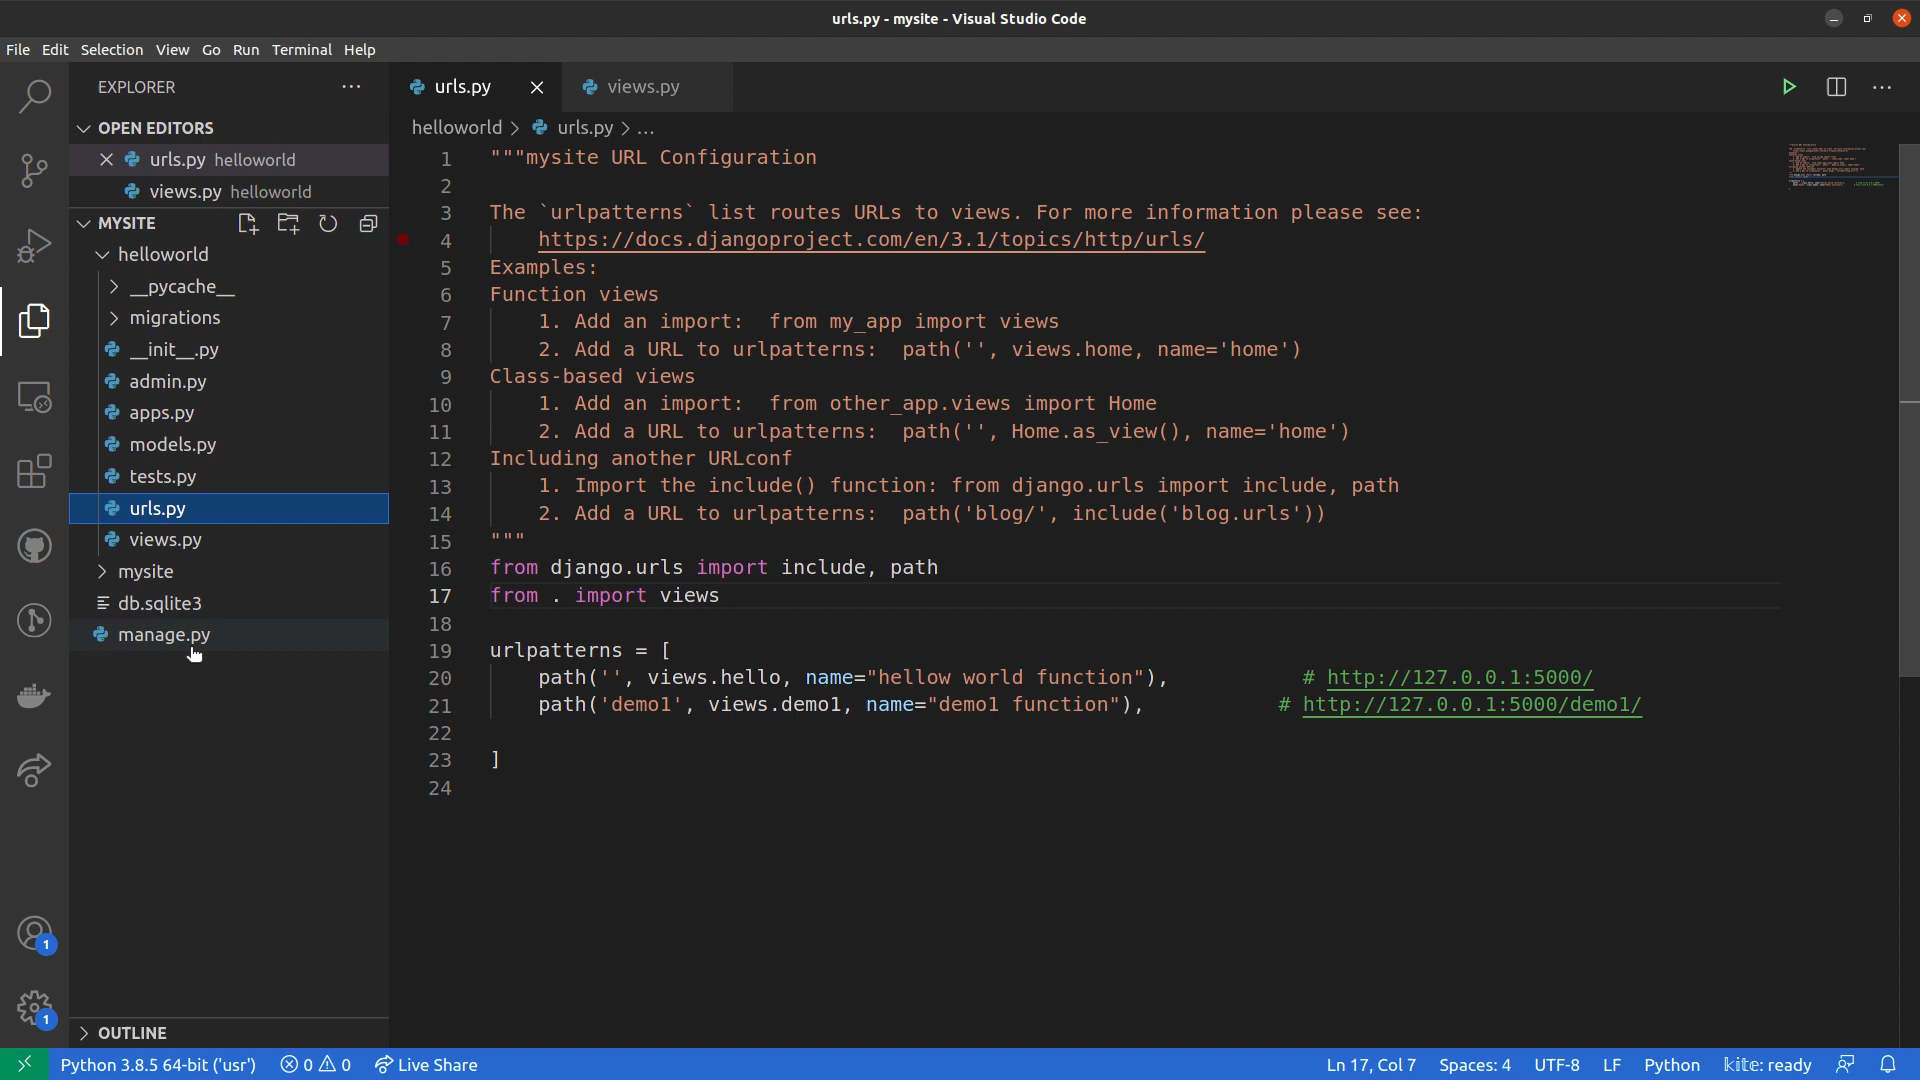 urls.py - mysite - Visual Studio Code
File Edit Selection View Go Run Terminal Help
EXPLORER
OPEN EDITORS
urls.py helloworld
views.py helloworld
MYSITE
helloworld
__pycache__
migrations
__init__.py
admin.py
apps.py
models.py
tests.py
urls.py
views.py
mysite
db.sqlite3
manage.py
OUTLINE
urls.py views.py
helloworld > urls.py > ...
1 """mysite URL Configuration
2
3 The `urlpatterns` list routes URLs to views. For more information please see:
4 https://docs.djangoproject.com/en/3.1/topics/http/urls/
5 Examples:
6 Function views
7 1. Add an import:  from my_app import views
8 2. Add a URL to urlpatterns:  path('', views.home, name='home')
9 Class-based views
10 1. Add an import:  from other_app.views import Home
11 2. Add a URL to urlpatterns:  path('', Home.as_view(), name='home')
12 Including another URLconf
13 1. Import the include() function: from django.urls import include, path
14 2. Add a URL to urlpatterns:  path('blog/', include('blog.urls'))
15 """
16 from django.urls import include, path
17 from . import views
18
19 urlpatterns = [
20 path('', views.hello, name="hellow world function"), # http://127.0.0.1:5000/
21 path('demo1', views.demo1, name="demo1 function"), # http://127.0.0.1:5000/demo1/
22
23 ]
24
1
1
Python 3.8.5 64-bit ('usr') 0 0 Live Share Ln 17, Col 7 Spaces: 4 UTF-8 LF Python kite: ready